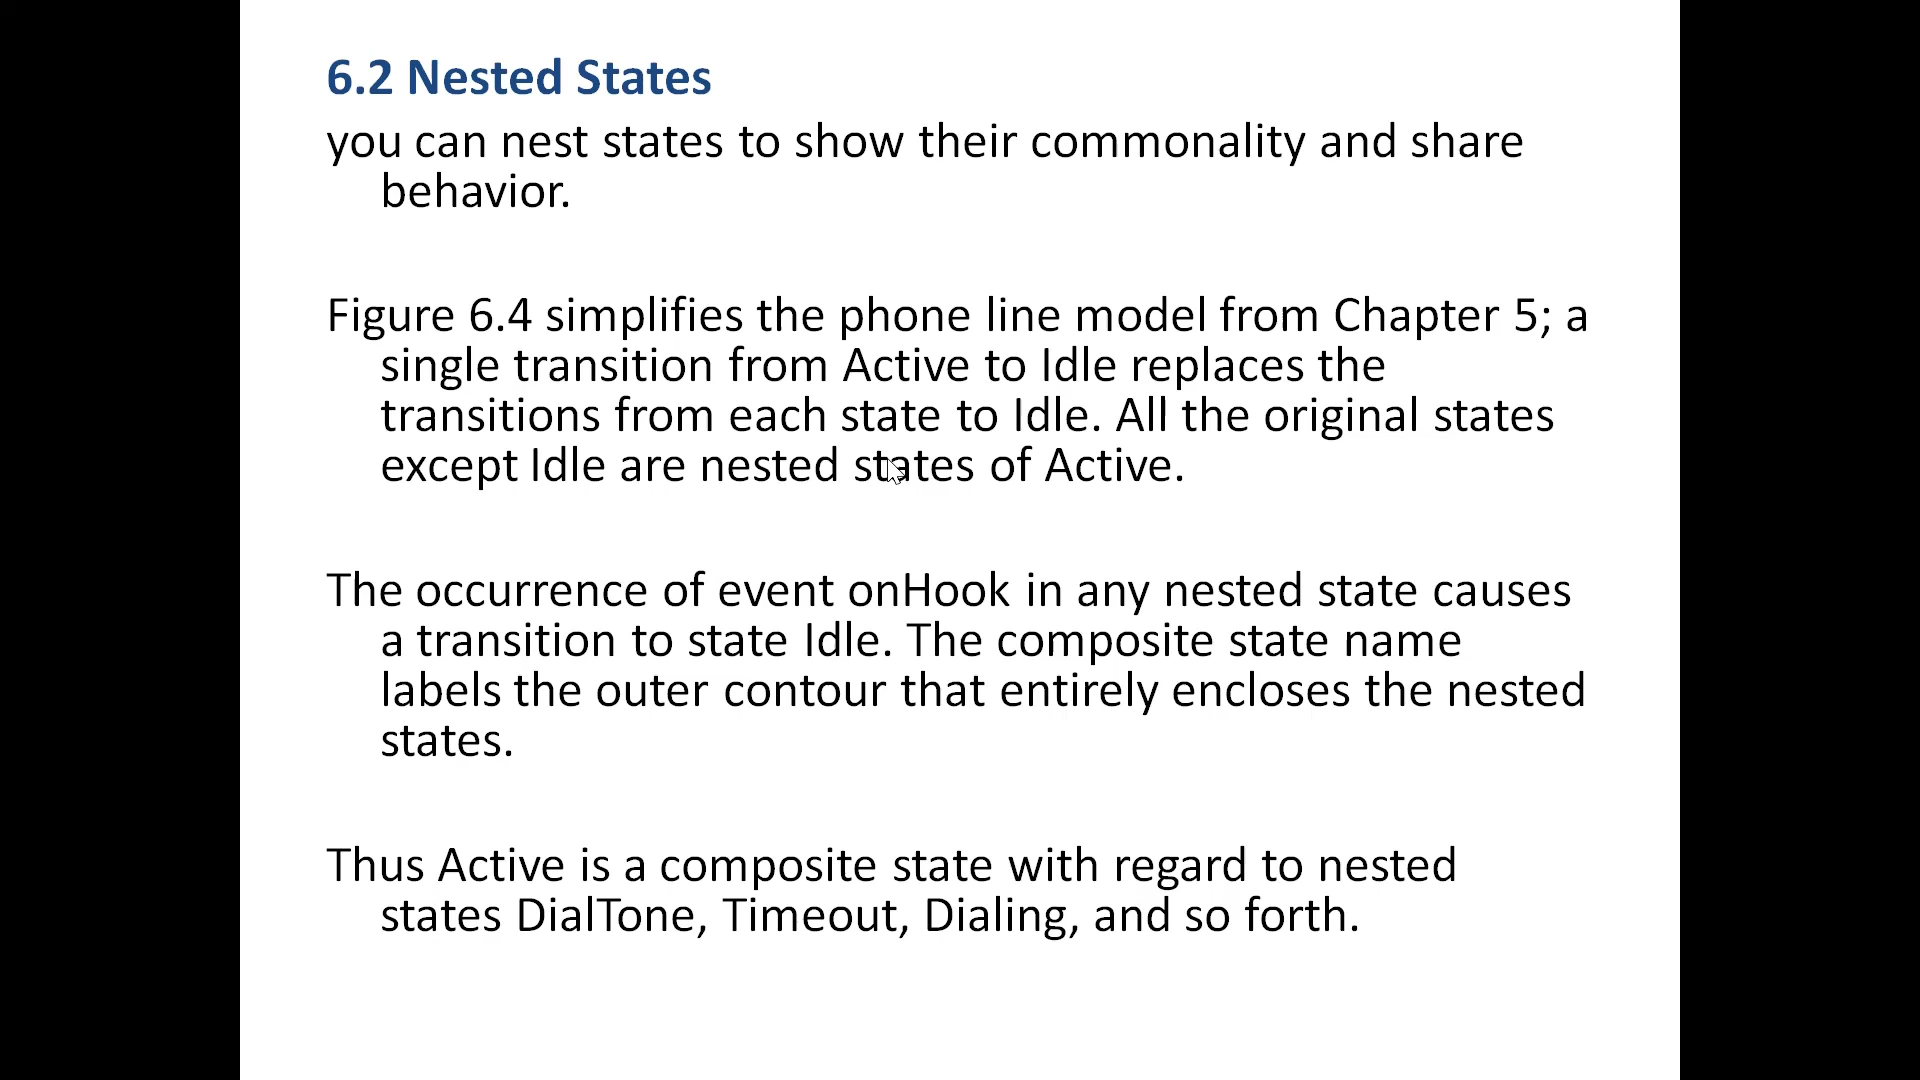 6.2 Nested States
you can nest states to show their commonality and share
behavior.
Figure 6.4 simplifies the phone line model from Chapter 5; a
single transition from Active to Idle replaces the
transitions from each state to Idle. All the original states
except Idle are nested states of Active.
The occurrence of event onHook in any nested state causes
a transition to state Idle. The composite state name
labels the outer contour that entirely encloses the nested
states.
Thus Active is a composite state with regard to nested
states DialTone, Timeout, Dialing, and so forth.